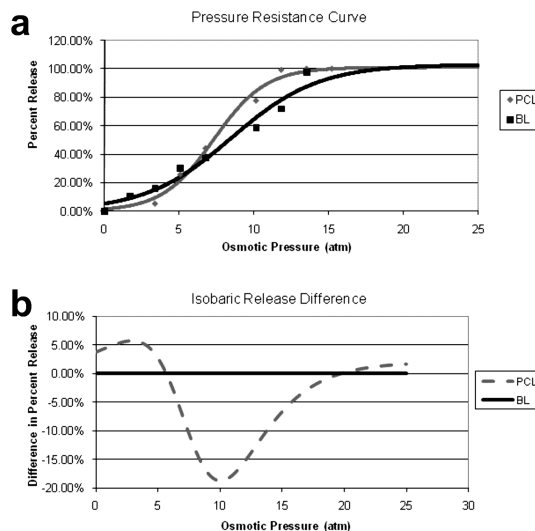 a
Pressure Resistance Curve
120.00%
100.00%
80.00%
60.00%
40.00%
20.00%
0.00%
Percent Release
0 5 10 15 20 25
Osmotic Pressure (atm)
PCL
BL
b
Isobaric Release Difference
10.00%
5.00%
0.00%
-5.00%
-10.00%
-15.00%
-20.00%
Difference in Percent Release
0 5 10 15 20 25 30
Osmotic Pressure (atm)
PCL
BL